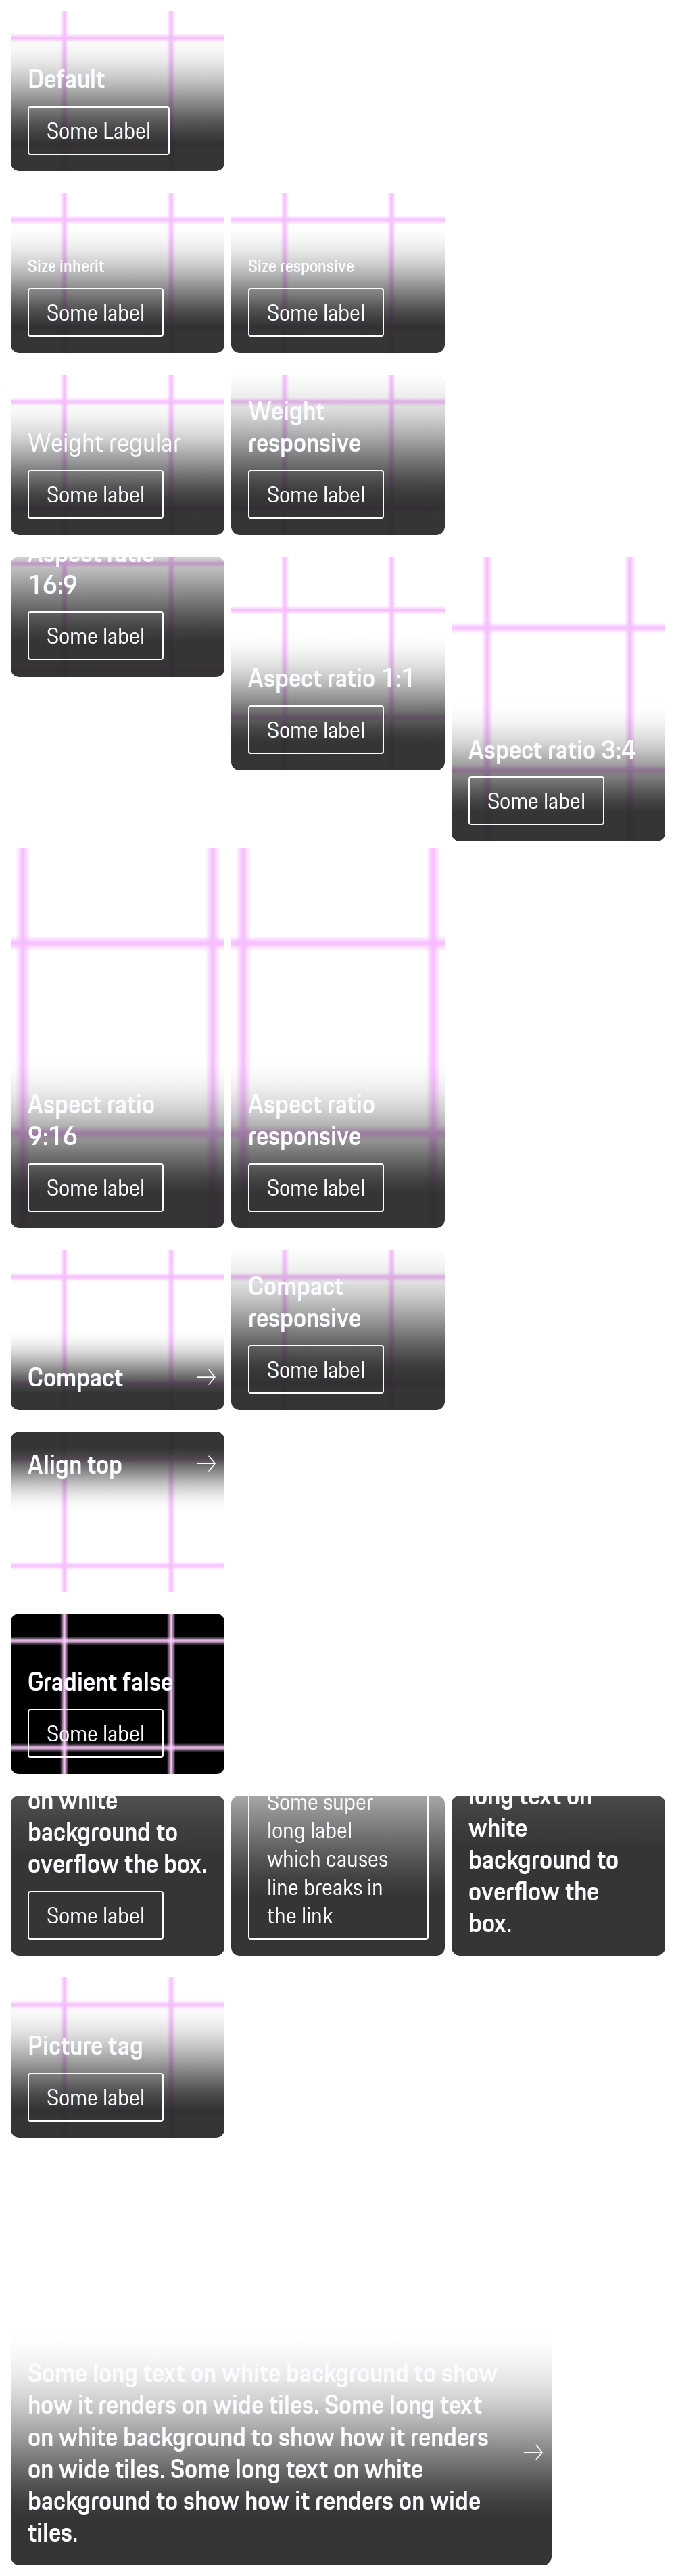 Default
Some Label
Size inherit
Some label
Size responsive
Some label
Weight regular
Some label
Weight
responsive
Some label
Aspect ratio
16:9
Some label
Aspect ratio 1:1
Some label
Aspect ratio 3:4
Some label
Aspect ratio
9:16
Some label
Aspect ratio
responsive
Some label
Compact
Compact
responsive
Some label
Align top
Gradient false
Some label
on white
background to
overflow the box.
Some label
Some super
long label
which causes
line breaks in
the link
long text on
white
background to
overflow the
box.
Picture tag
Some label
Some long text on white background to show
how it renders on wide tiles. Some long text
on white background to show how it renders
on wide tiles. Some long text on white
background to show how it renders on wide
tiles.